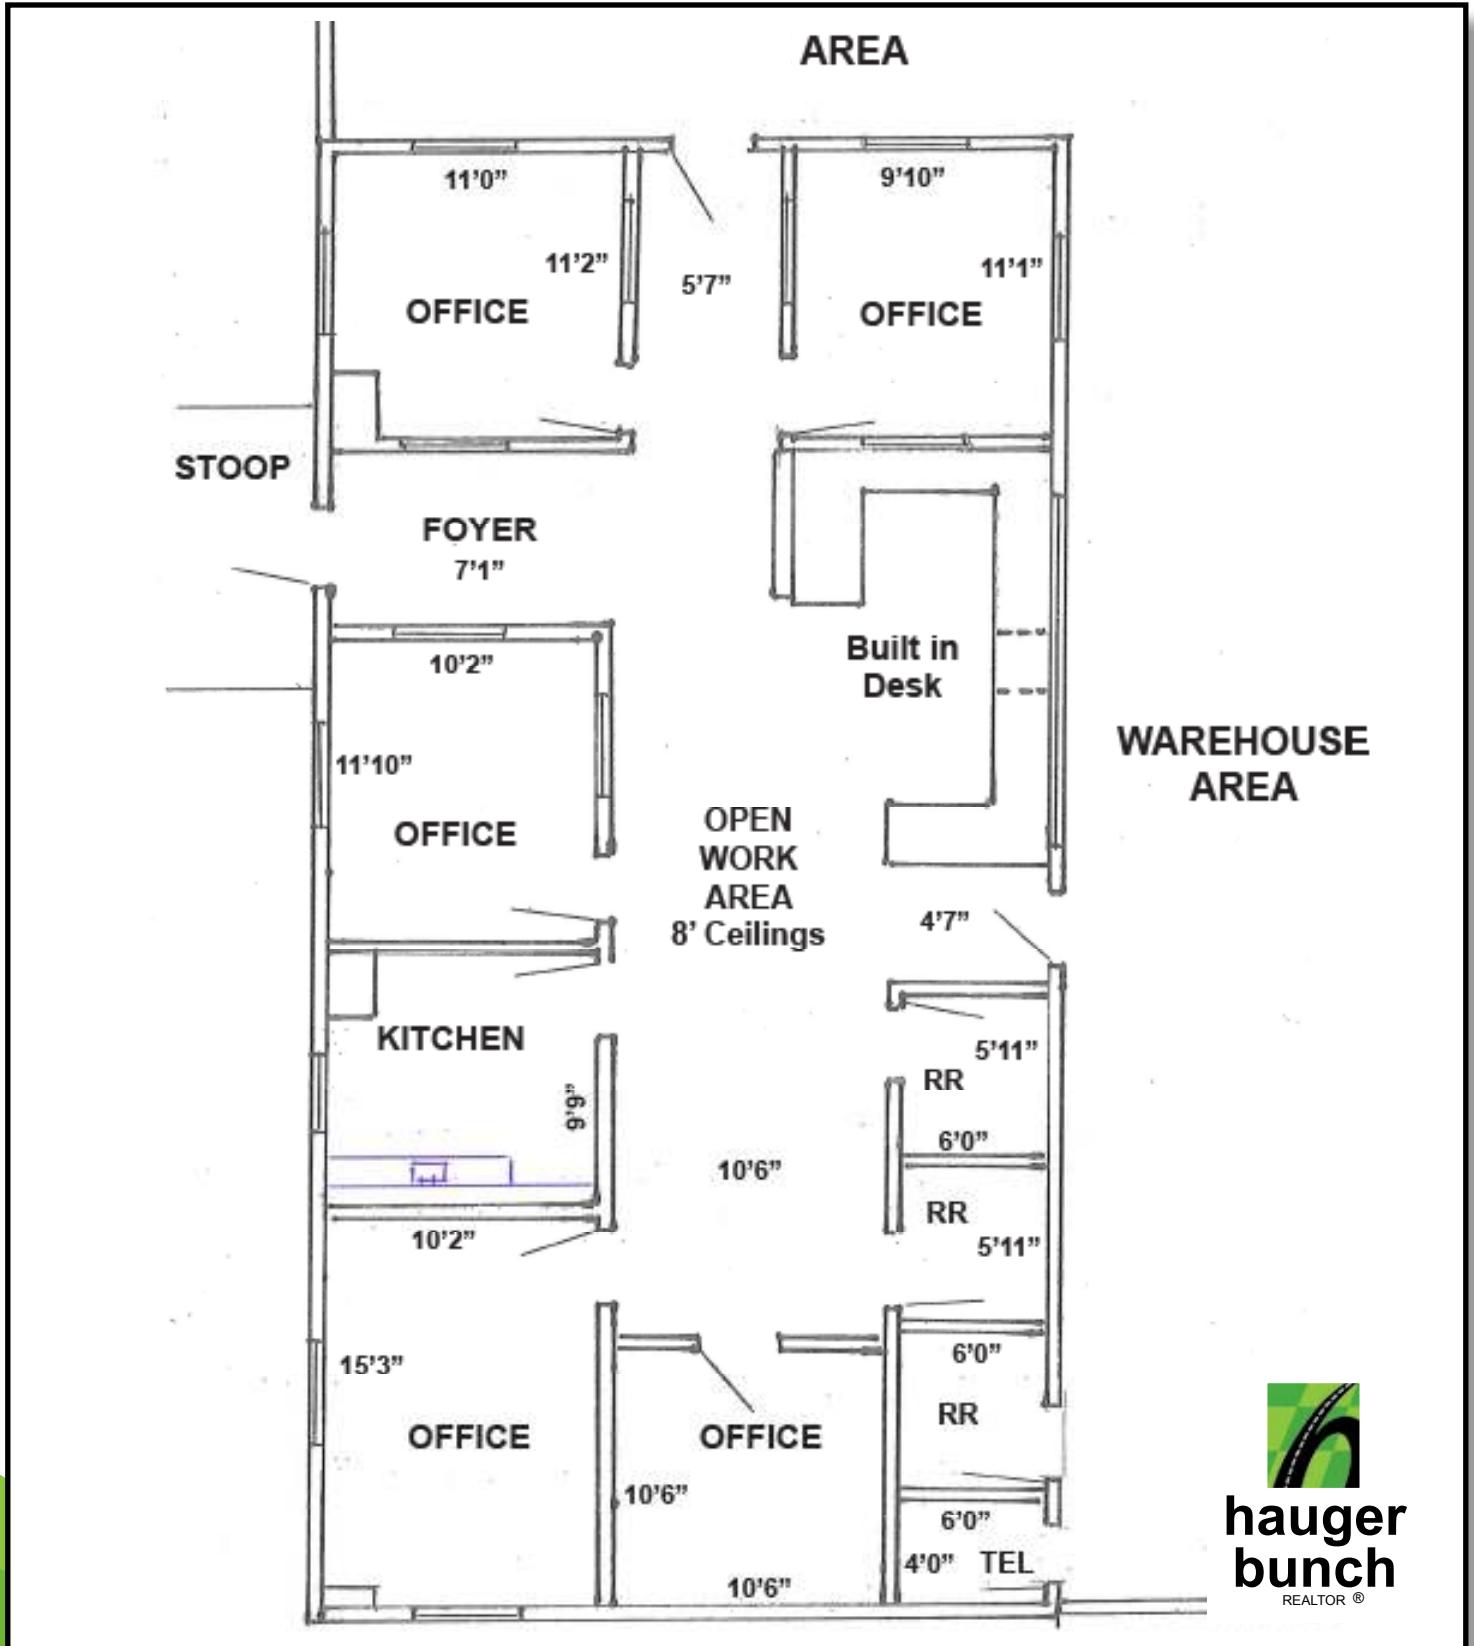 AREA
11’0”
9’10”
11’2”
5’7”
11’1”
OFFICE
OFFICE
STOOP
FOYER
7’1”
10’2”
Built in
Desk
11’10”
WAREHOUSE
AREA
OFFICE
OPEN
WORK
AREA
8’ Ceilings
4’7”
KITCHEN
5’11”
RR
9’9”
6’0”
10’6”
RR
10’2”
5’11”
15’3”
6’0”
RR
OFFICE
OFFICE
10’6”
6’0”
4’0” TEL
10’6”
hauger
bunch
REALTOR ®